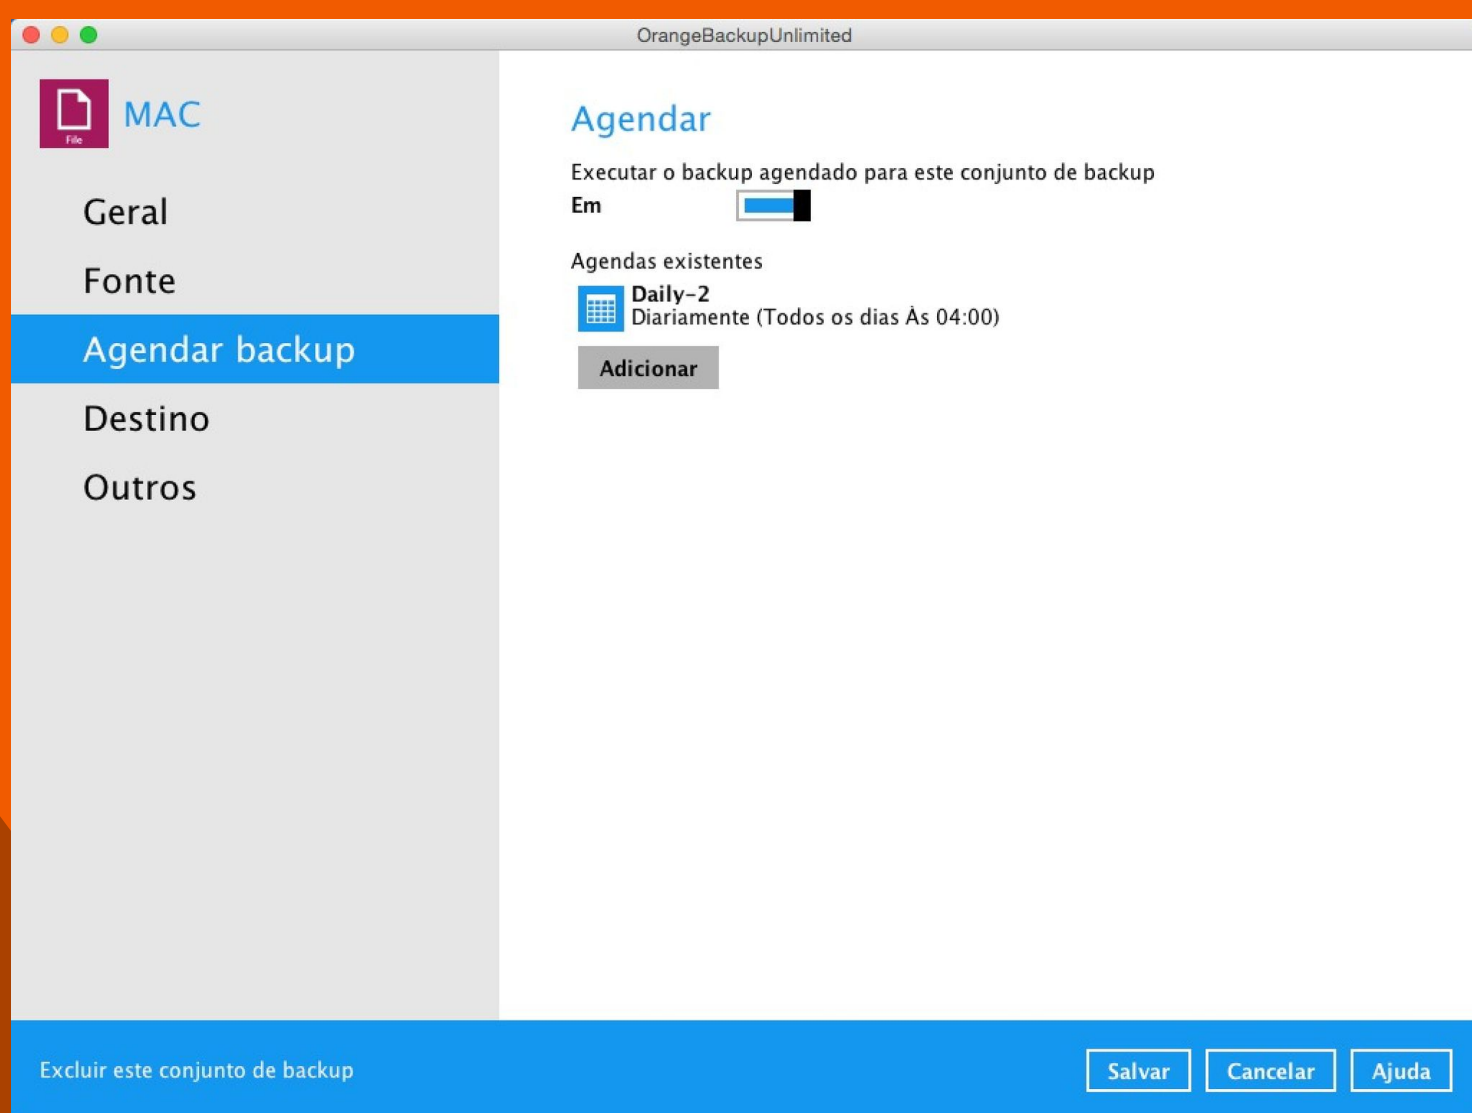 OrangeBackupUnlimited
File
MAC
Geral
Fonte
Agendar backup
Destino
Outros
Agendar
Executar o backup agendado para este conjunto de backup
Em
Agendas existentes
Daily-2
Diariamente (Todos os dias Às 04:00)
Adicionar
Excluir este conjunto de backup
Salvar
Cancelar
Ajuda